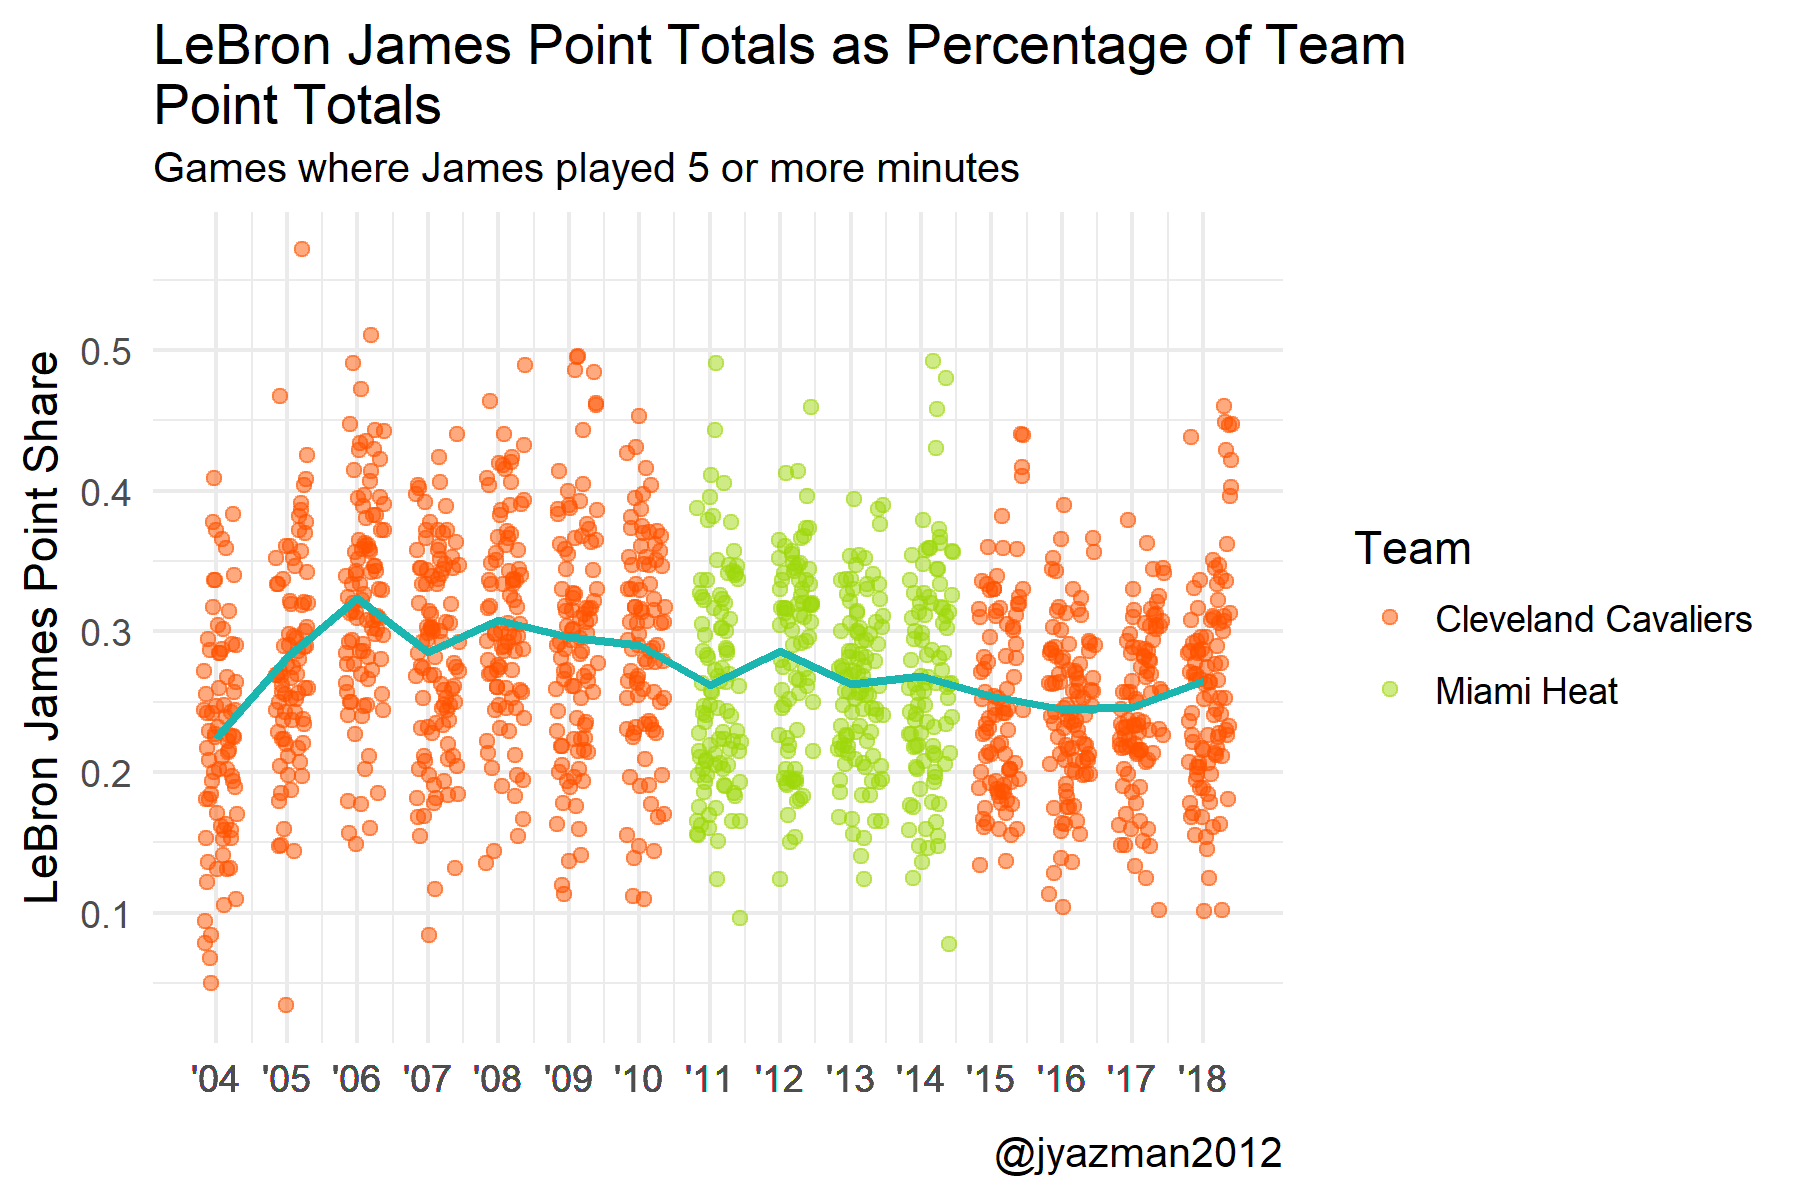 LeBron James Point Totals as Percentage of Team
Point Totals
Games where James played 5 or more minutes
LeBron James Point Share
0.5
0.4
0.3
0.2
0.1
'04 '05 '06 '07 '08 '09 '10 '11 '12 '13 '14 '15 '16 '17 '18
Team
Cleveland Cavaliers
Miami Heat
@jyazman2012